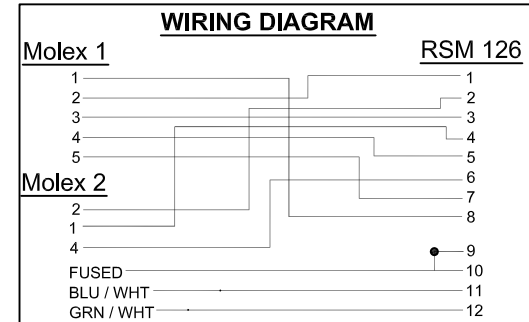 WIRING DIAGRAM
Molex 1
RSM 126
1
1
2
2
3
3
4
4
5
5
6
Molex 2
7
8
2
1
4
9
FUSED
10
BLU / WHT
11
GRN / WHT
12